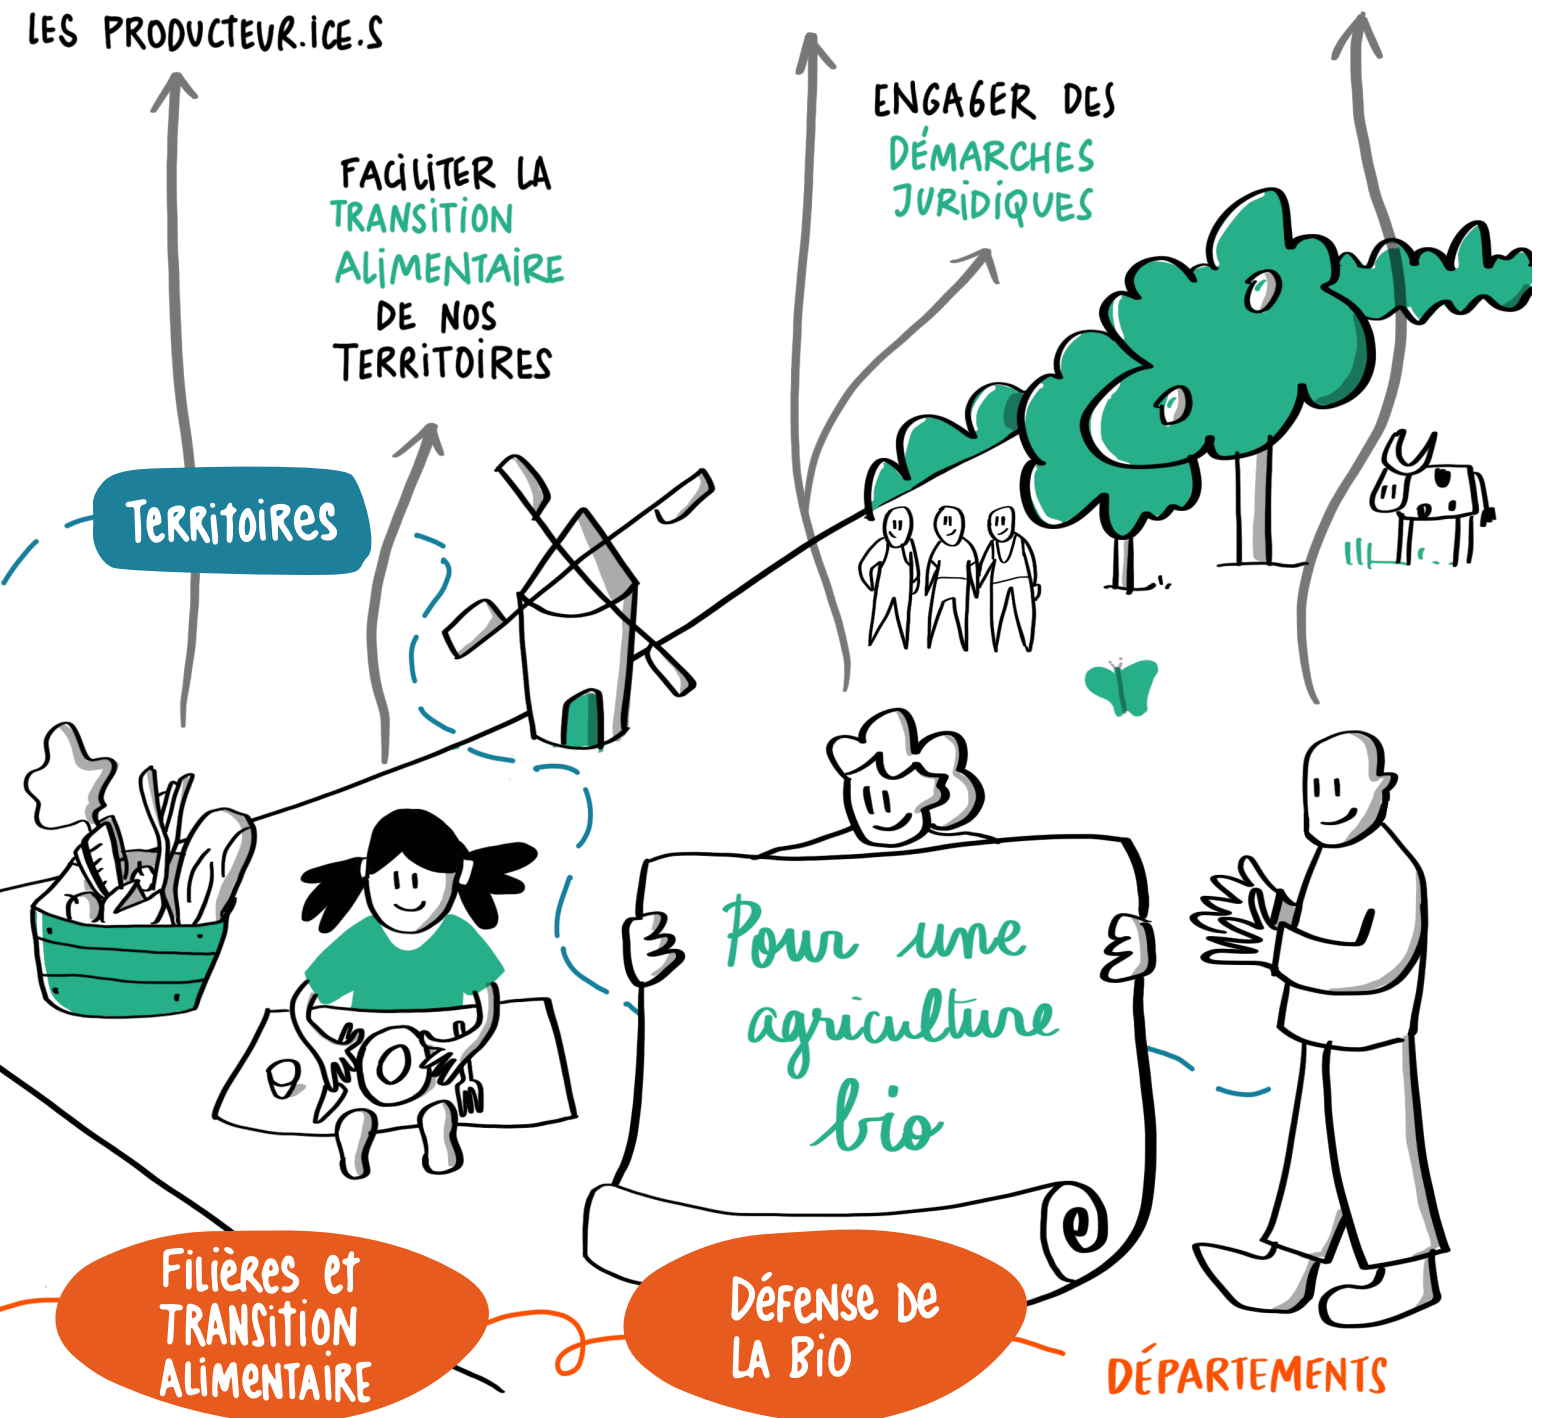 LES PRODUCTEUR.ICE.S
ENGAGER DES
DÉMARCHES
JURIDIQUES
FACILITER LA
TRANSITION
ALIMENTAIRE
DE NOS
TERRITOIRES
TERRITOIRES
Pour une
agriculture
bio
Filières et
TRANSITION
ALIMENTAIRE
Défense de
LA BIO
DÉPARTEMENTS